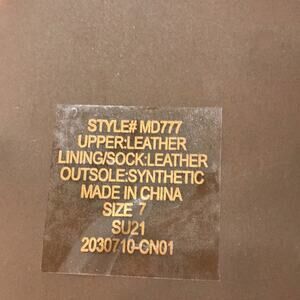 STYLE# MD777
UPPER:LEATHER
LINING/SOCK:LEATHER
OUTSOLE:SYNTHETIC
MADE IN CHINA
SIZE 7
SU21
2030710-CN01